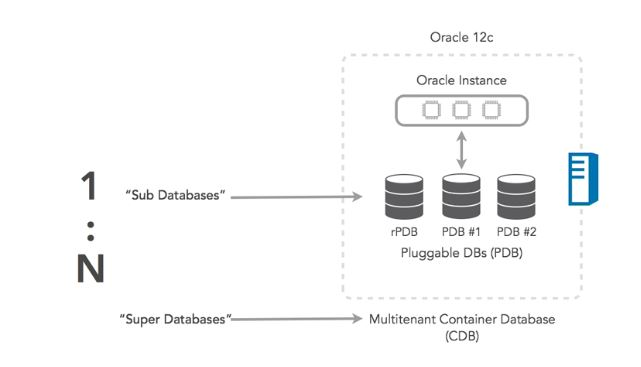 Oracle 12c
Oracle Instance
1
:
N
“Sub Databases”
rPDB PDB #1 PDB #2
Pluggable DBs (PDB)
“Super Databases”
Multitenant Container Database
(CDB)